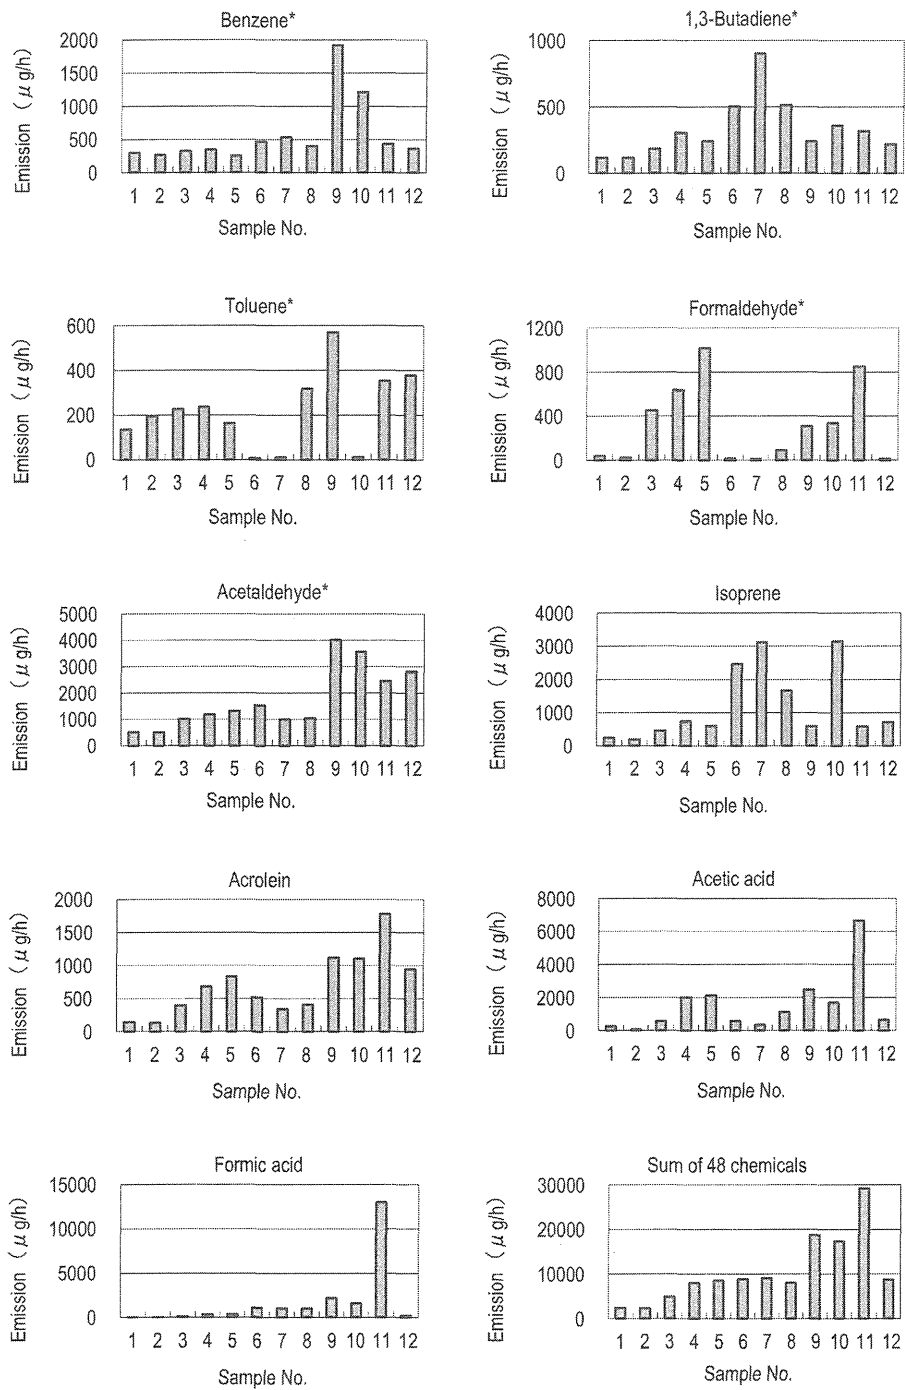 Benzene*
Emission (μg/h)
2000
1500
1000
500
0
1 2 3 4 5 6 7 8 9 10 11 12
Sample No.
1,3-Butadiene*
Emission (μg/h)
1000
500
0
1 2 3 4 5 6 7 8 9 10 11 12
Sample No.
Toluene*
Emission (μg/h)
600
400
200
0
1 2 3 4 5 6 7 8 9 10 11 12
Sample No.
Formaldehyde*
Emission (μg/h)
1200
800
400
0
1 2 3 4 5 6 7 8 9 10 11 12
Sample No.
Acetaldehyde*
Emission (μg/h)
5000
4000
3000
2000
1000
0
1 2 3 4 5 6 7 8 9 10 11 12
Sample No.
Isoprene
Emission (μg/h)
4000
3000
2000
1000
0
1 2 3 4 5 6 7 8 9 10 11 12
Sample No.
Acrolein
Emission (μg/h)
2000
1500
1000
500
0
1 2 3 4 5 6 7 8 9 10 11 12
Sample No.
Acetic acid
Emission (μg/h)
8000
6000
4000
2000
0
1 2 3 4 5 6 7 8 9 10 11 12
Sample No.
Formic acid
Emission (μg/h)
15000
10000
5000
0
1 2 3 4 5 6 7 8 9 10 11 12
Sample No.
Sum of 48 chemicals
Emission (μg/h)
30000
20000
10000
0
1 2 3 4 5 6 7 8 9 10 11 12
Sample No.